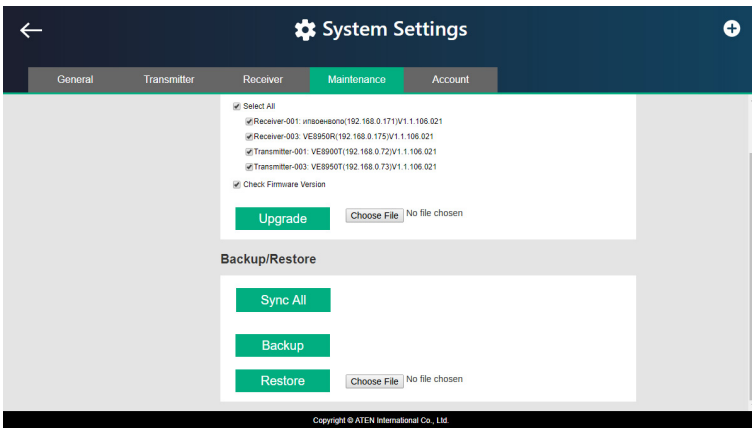 System Settings
General Transmitter Receiver Maintenance Account
Select All
Receiver-001: ипвоенвопо(192.168.0.171)V1.1.106.021
Receiver-003: VE8950R(192.168.0.175)V1.1.106.021
Transmitter-001: VE8900T(192.168.0.72)V1.1.106.021
Transmitter-003: VE8950T(192.168.0.73)V1.1.106.021
Check Firmware Version
Upgrade Choose File No file chosen
Backup/Restore
Sync All
Backup
Restore Choose File No file chosen
Copyright © ATEN International Co., Ltd.